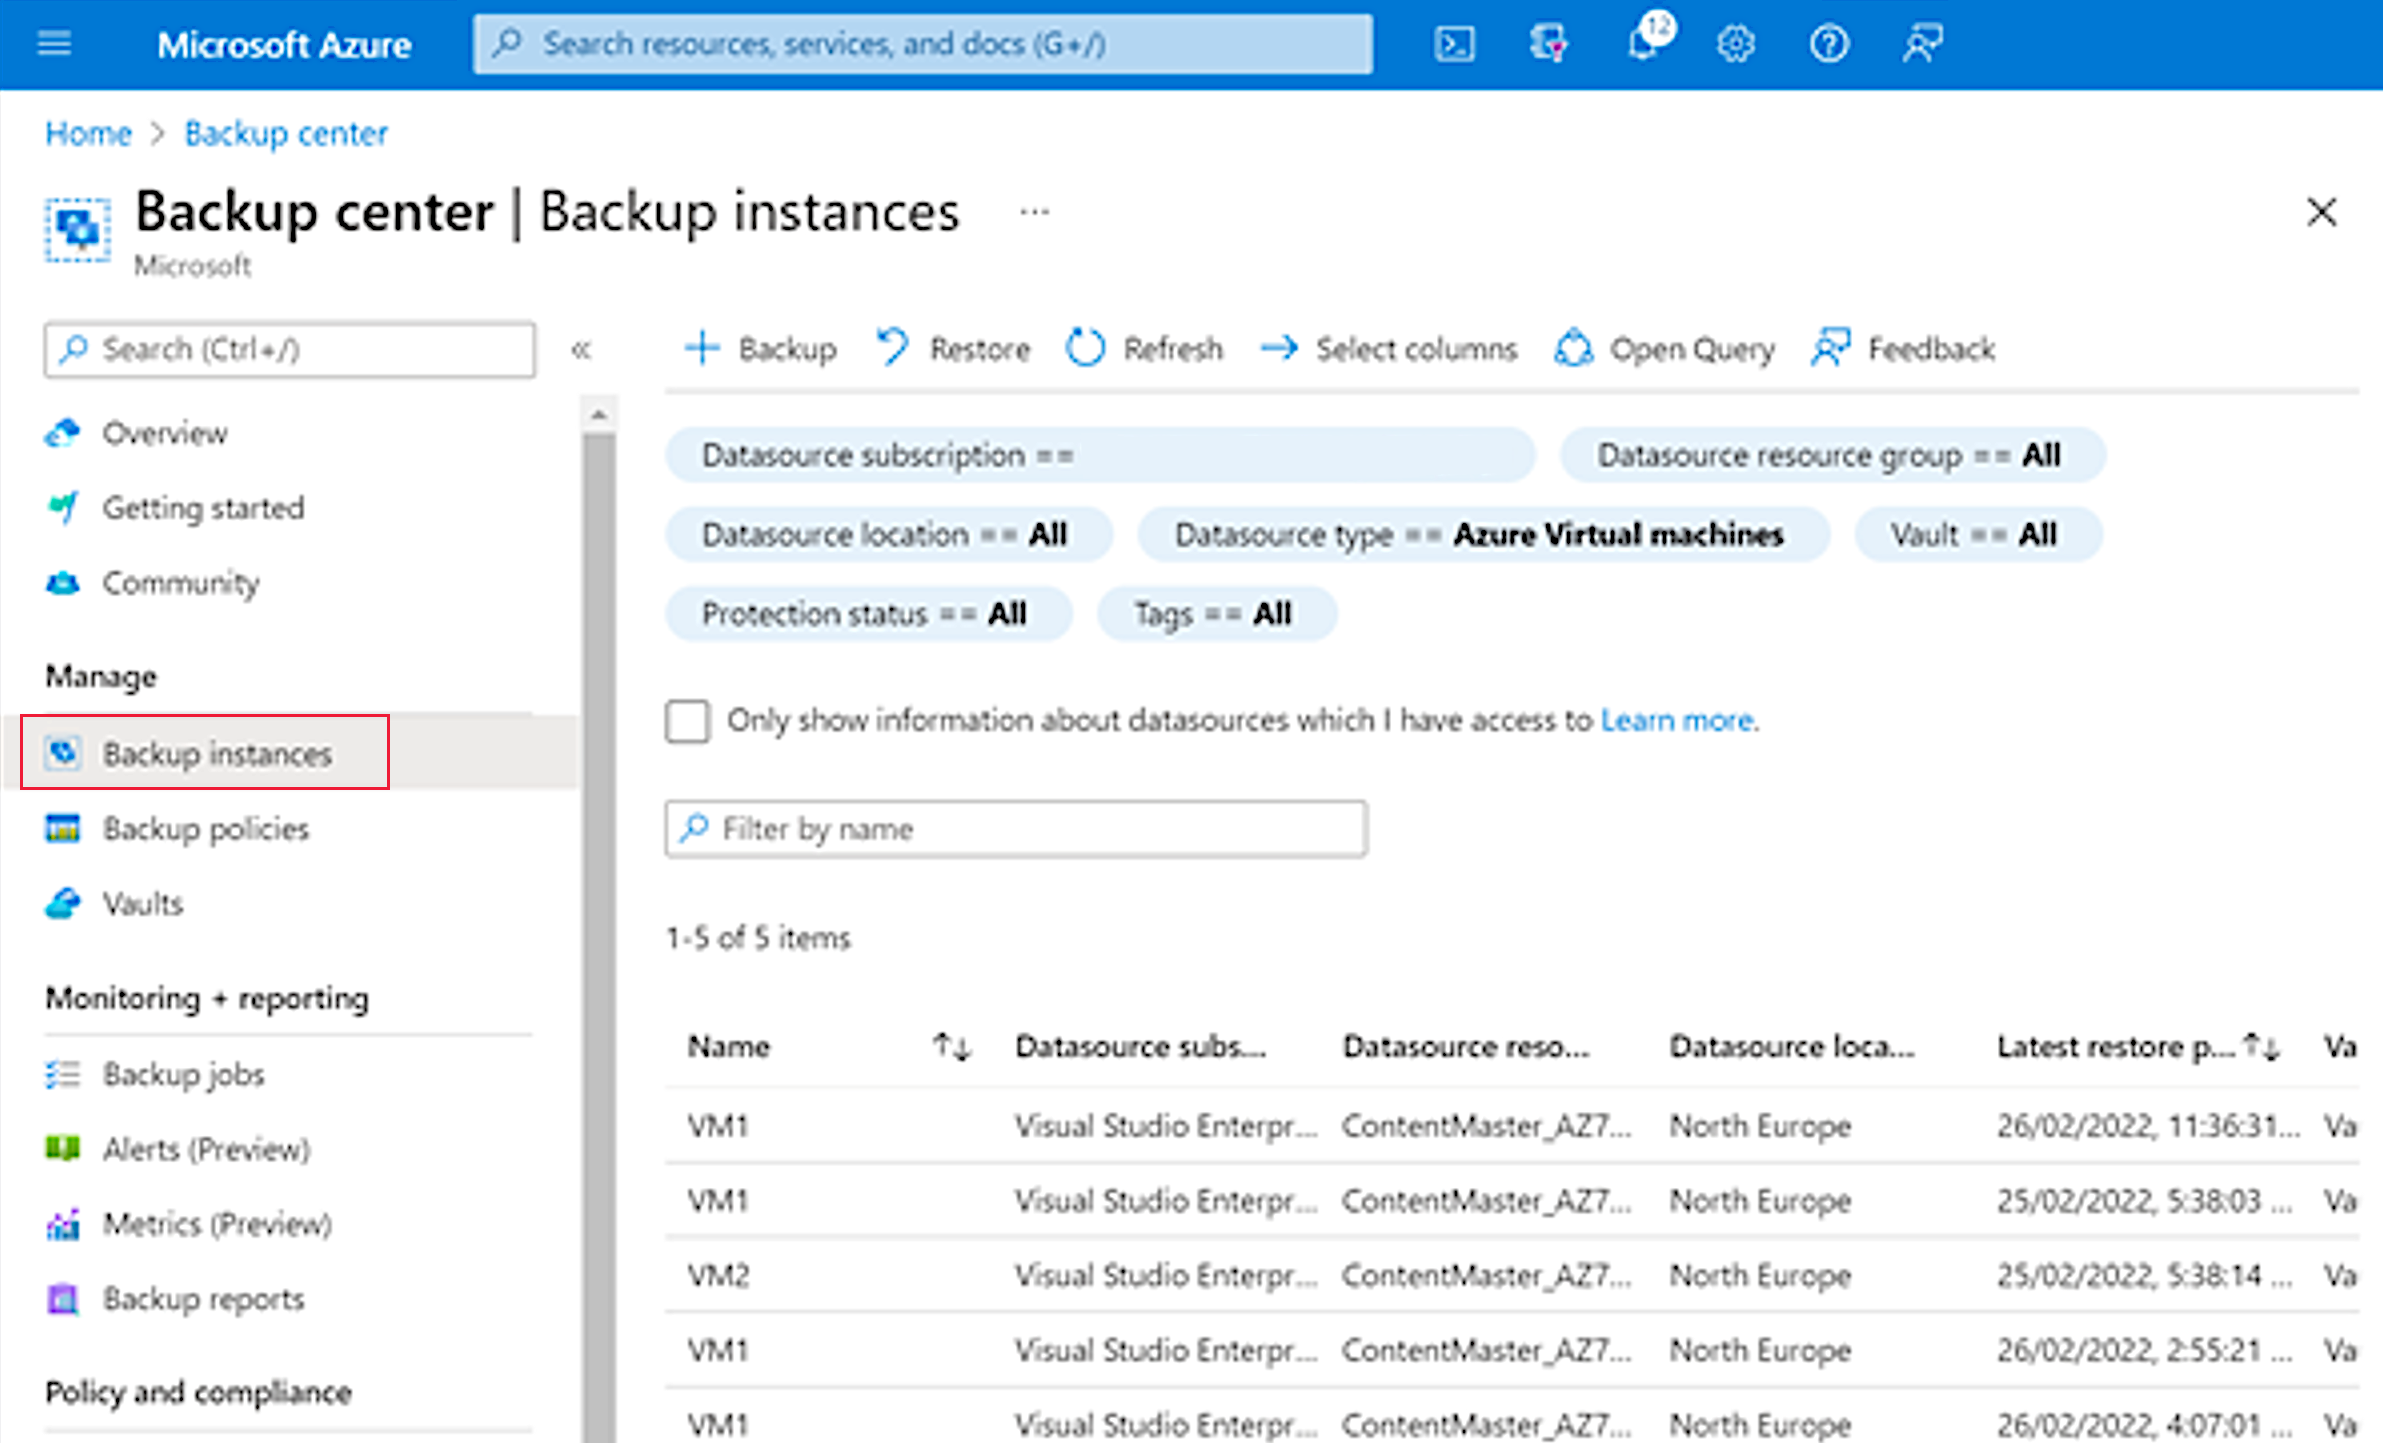 Microsoft Azure
Search resources, services, and docs (G+/)
12
Home > Backup center
Backup center | Backup instances ...
Microsoft
Search (Ctrl+/)
«
Overview
Getting started
Community
Manage
Backup instances
Backup policies
Vaults
Monitoring + reporting
Backup jobs
Alerts (Preview)
Metrics (Preview)
Backup reports
Policy and compliance
Backup Restore Refresh Select columns Open Query Feedback
Datasource subscription == Datasource resource group == All
Datasource location == All Datasource type == Azure Virtual machines Vault == All
Protection status == All Tags == All
Only show information about datasources which I have access to Learn more.
Filter by name
1-5 of 5 items
Name ↑↓ Datasource subs... Datasource reso... Datasource loca... Latest restore p... ↑↓ Va
VM1 Visual Studio Enterpr... ContentMaster_AZ7... North Europe 26/02/2022, 11:36:31... Va
VM1 Visual Studio Enterpr... ContentMaster_AZ7... North Europe 25/02/2022, 5:38:03 ... Va
VM2 Visual Studio Enterpr... ContentMaster_AZ7... North Europe 25/02/2022, 5:38:14 ... Va
VM1 Visual Studio Enterpr... ContentMaster_AZ7... North Europe 26/02/2022, 2:55:21 ... Va
VM1 Visual Studio Enterpr... ContentMaster_AZ7... North Europe 26/02/2022, 4:07:01 ... Va